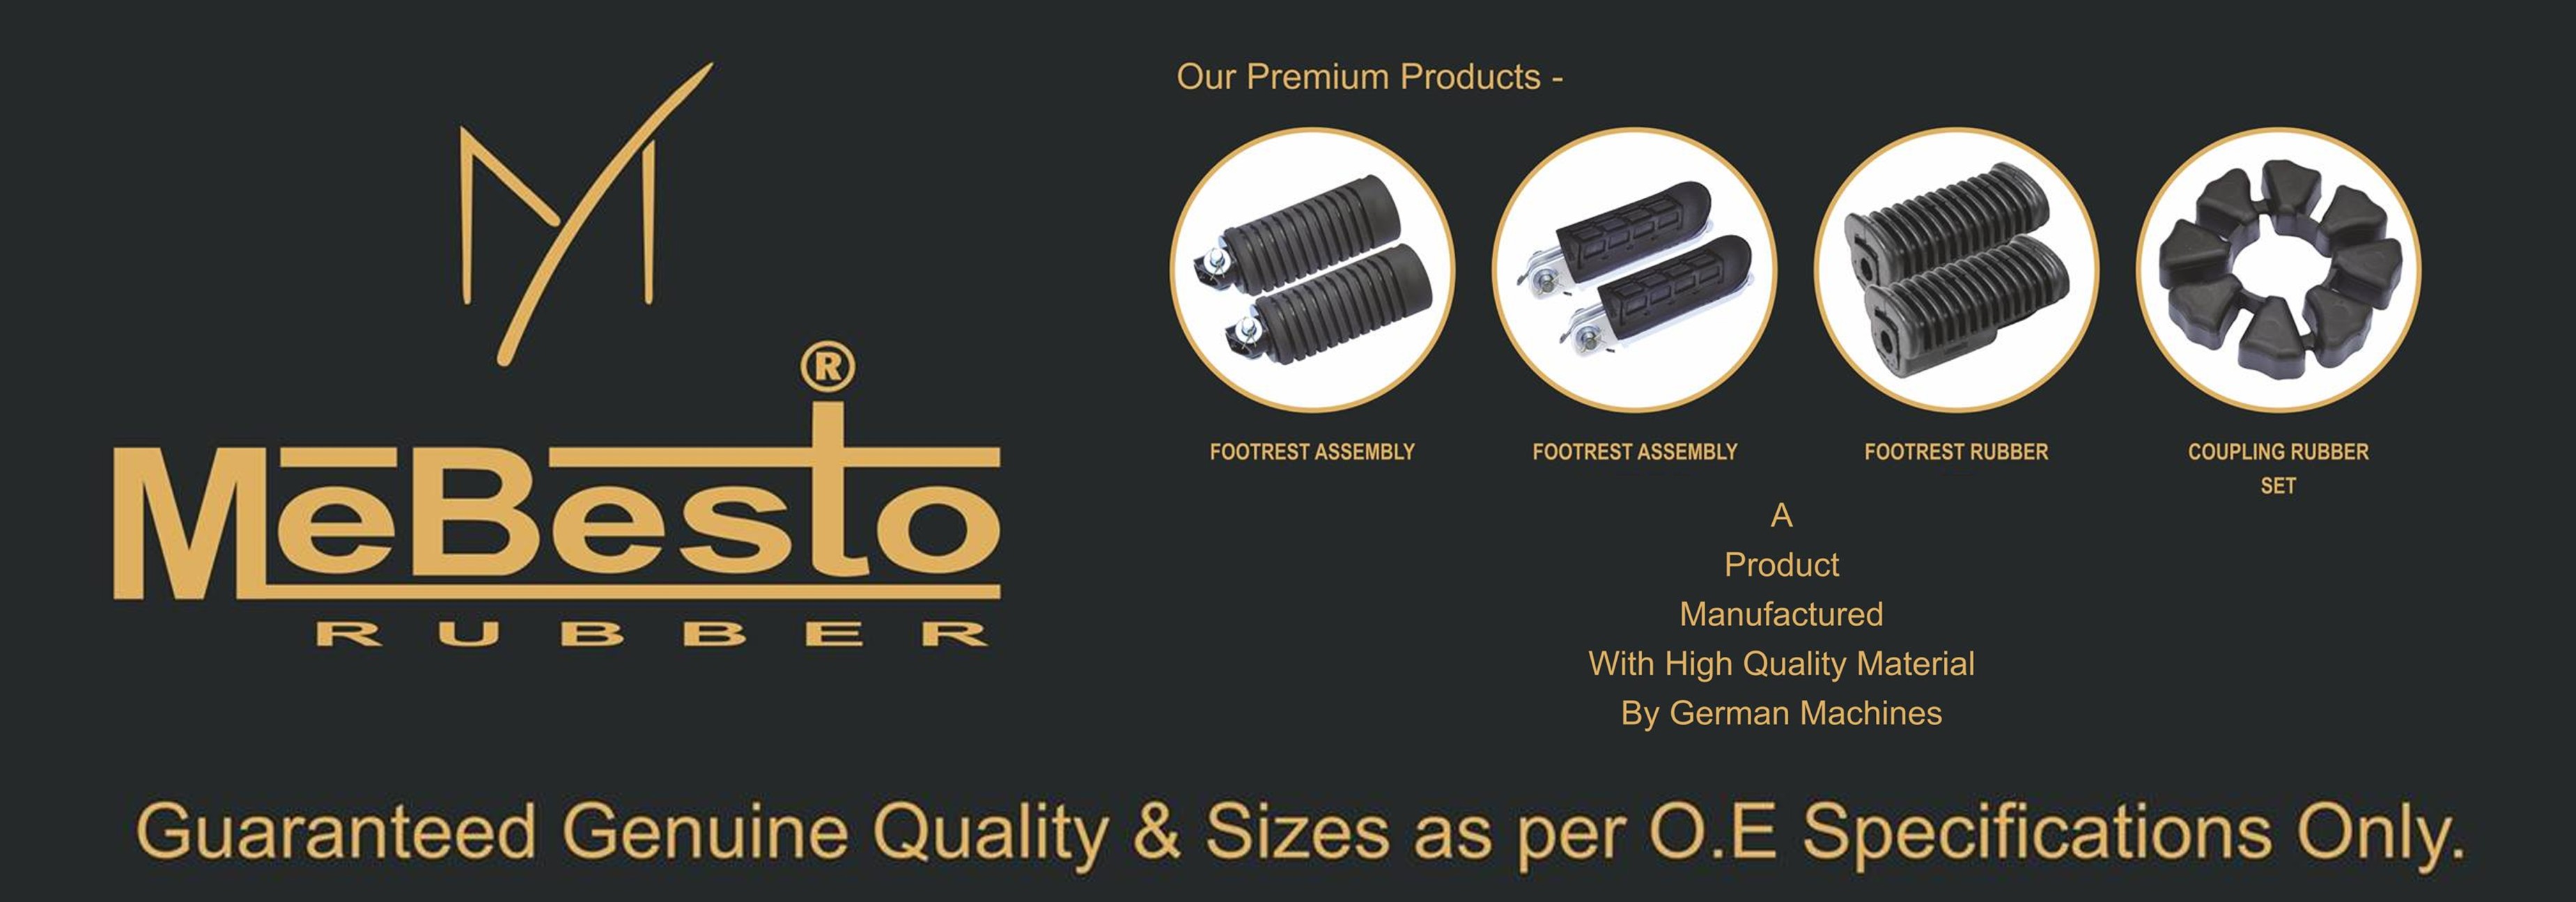 M
®
MeBesto
RUBBER
Our Premium Products -
FOOTREST ASSEMBLY
FOOTREST ASSEMBLY
FOOTREST RUBBER
COUPLING RUBBER
SET
A
Product
Manufactured
With High Quality Material
By German Machines
Guaranteed Genuine Quality & Sizes as per O.E Specifications Only.